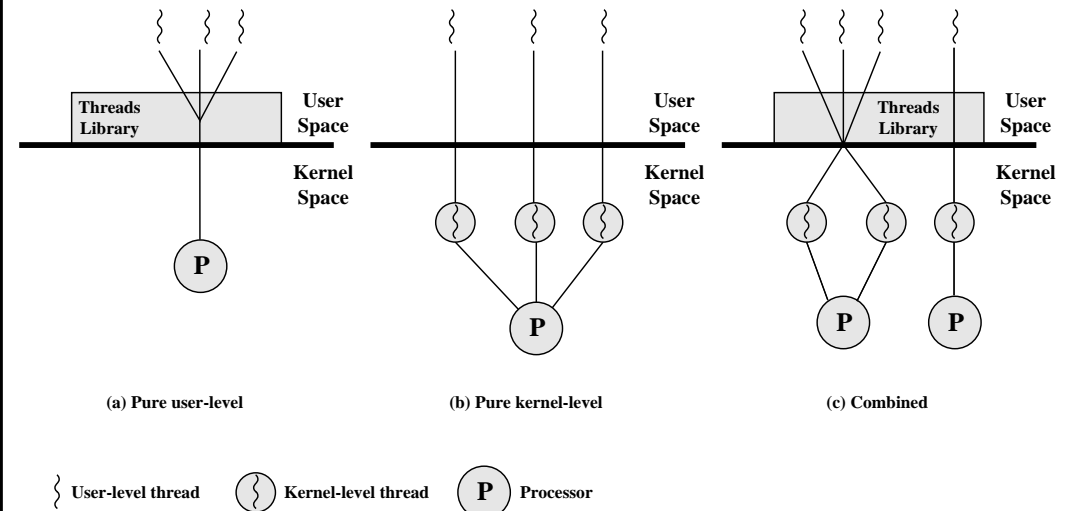 Threads
Library
User
Space
Kernel
Space
P
(a) Pure user-level
User
Space
Kernel
Space
P
(b) Pure kernel-level
Threads
Library
User
Space
Kernel
Space
P
P
(c) Combined
User-level thread
Kernel-level thread
P
Processor